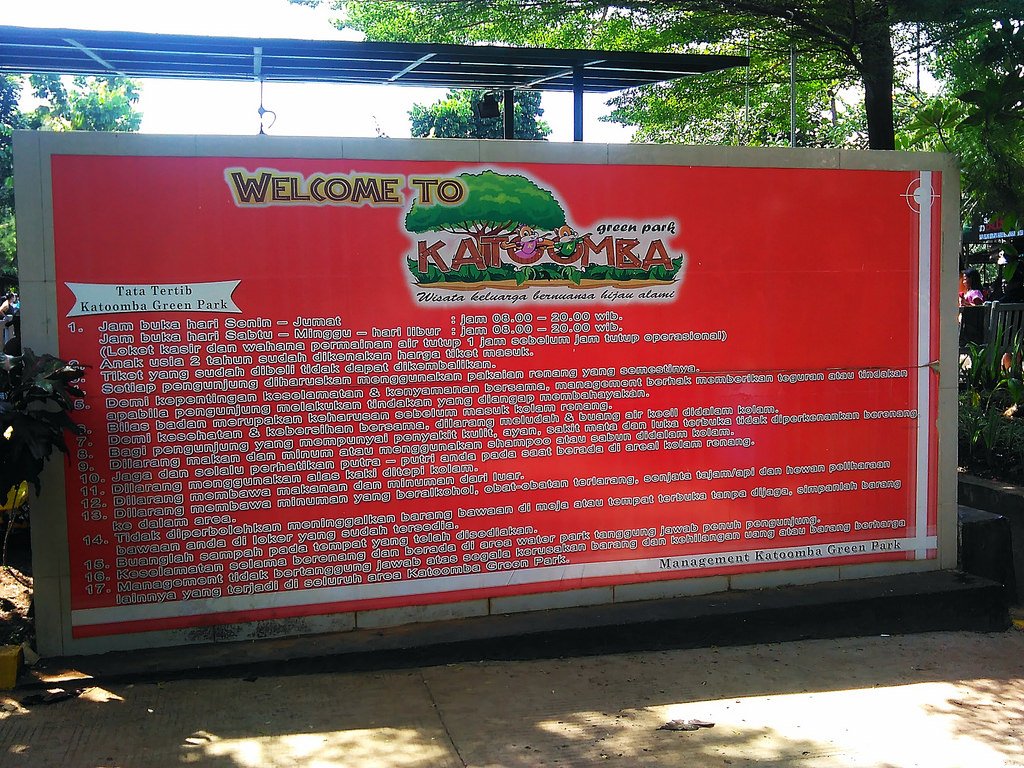 WELCOME TO
green park
KATOOMBA
Wisata keluarga bernuansa hijau alami
Tata Tertib
Katoomba Green Park
1. Jam buka hari Senin – Jumat : jam 08.00 – 20.00 wib.
Jam buka hari Sabtu – Minggu – hari libur : jam 08.00 – 20.00 wib.
(Loket kasir dan wahana permainan air tutup 1 jam sebelum jam tutup operasional)
Anak usia 2 tahun sudah dikenakan harga tiket masuk.
Tiket yang sudah dibeli tidak dapat dikembalikan.
Setiap pengunjung diharuskan menggunakan pakaian renang yang semestinya.
5. Demi kepentingan keselamatan & kenyamanan bersama, management berhak memberikan teguran atau tindakan
apabila pengunjung melakukan tindakan yang diangap membahayakan.
Bilas badan merupakan keharusan sebelum masuk kolam renang.
7. Demi kesehatan & kebersihan bersama, dilarang meludah & buang air kecil didalam kolam.
8. Bagi pengunjung yang mempunyai penyakit kulit, ayan, sakit mata dan luka terbuka tidak diperkenankan berenang
9. Dilarang makan dan minum atau menggunakan shampoo atau sabun didalam kolam.
10. Jaga dan selalu perhatikan putra – putri anda pada saat berada di areal kolam renang.
11. Dilarang menggunakan alas kaki ditepi kolam.
12. Dilarang membawa makanan dan minuman dari luar.
13. Dilarang membawa minuman yang beralkohol, obat-obatan terlarang, senjata tajam/api dan hewan peliharaan
ke dalam area.
14. Tidak diperbolehkan meninggalkan barang bawaan di meja atau tempat terbuka tanpa dijaga, simpanlah barang
bawaan anda di loker yang sudah tersedia.
15. Buanglah sampah pada tempat yang telah disediakan.
16. Keselamatan selama berenang dan berada di area water park tanggung jawab penuh pengunjung.
17. Management tidak bertanggung jawab atas segala kerusakan barang dan kehilangan uang atau barang berharga
lainnya yang terjadi di seluruh area Katoomba Green Park.
Management Katoomba Green Park